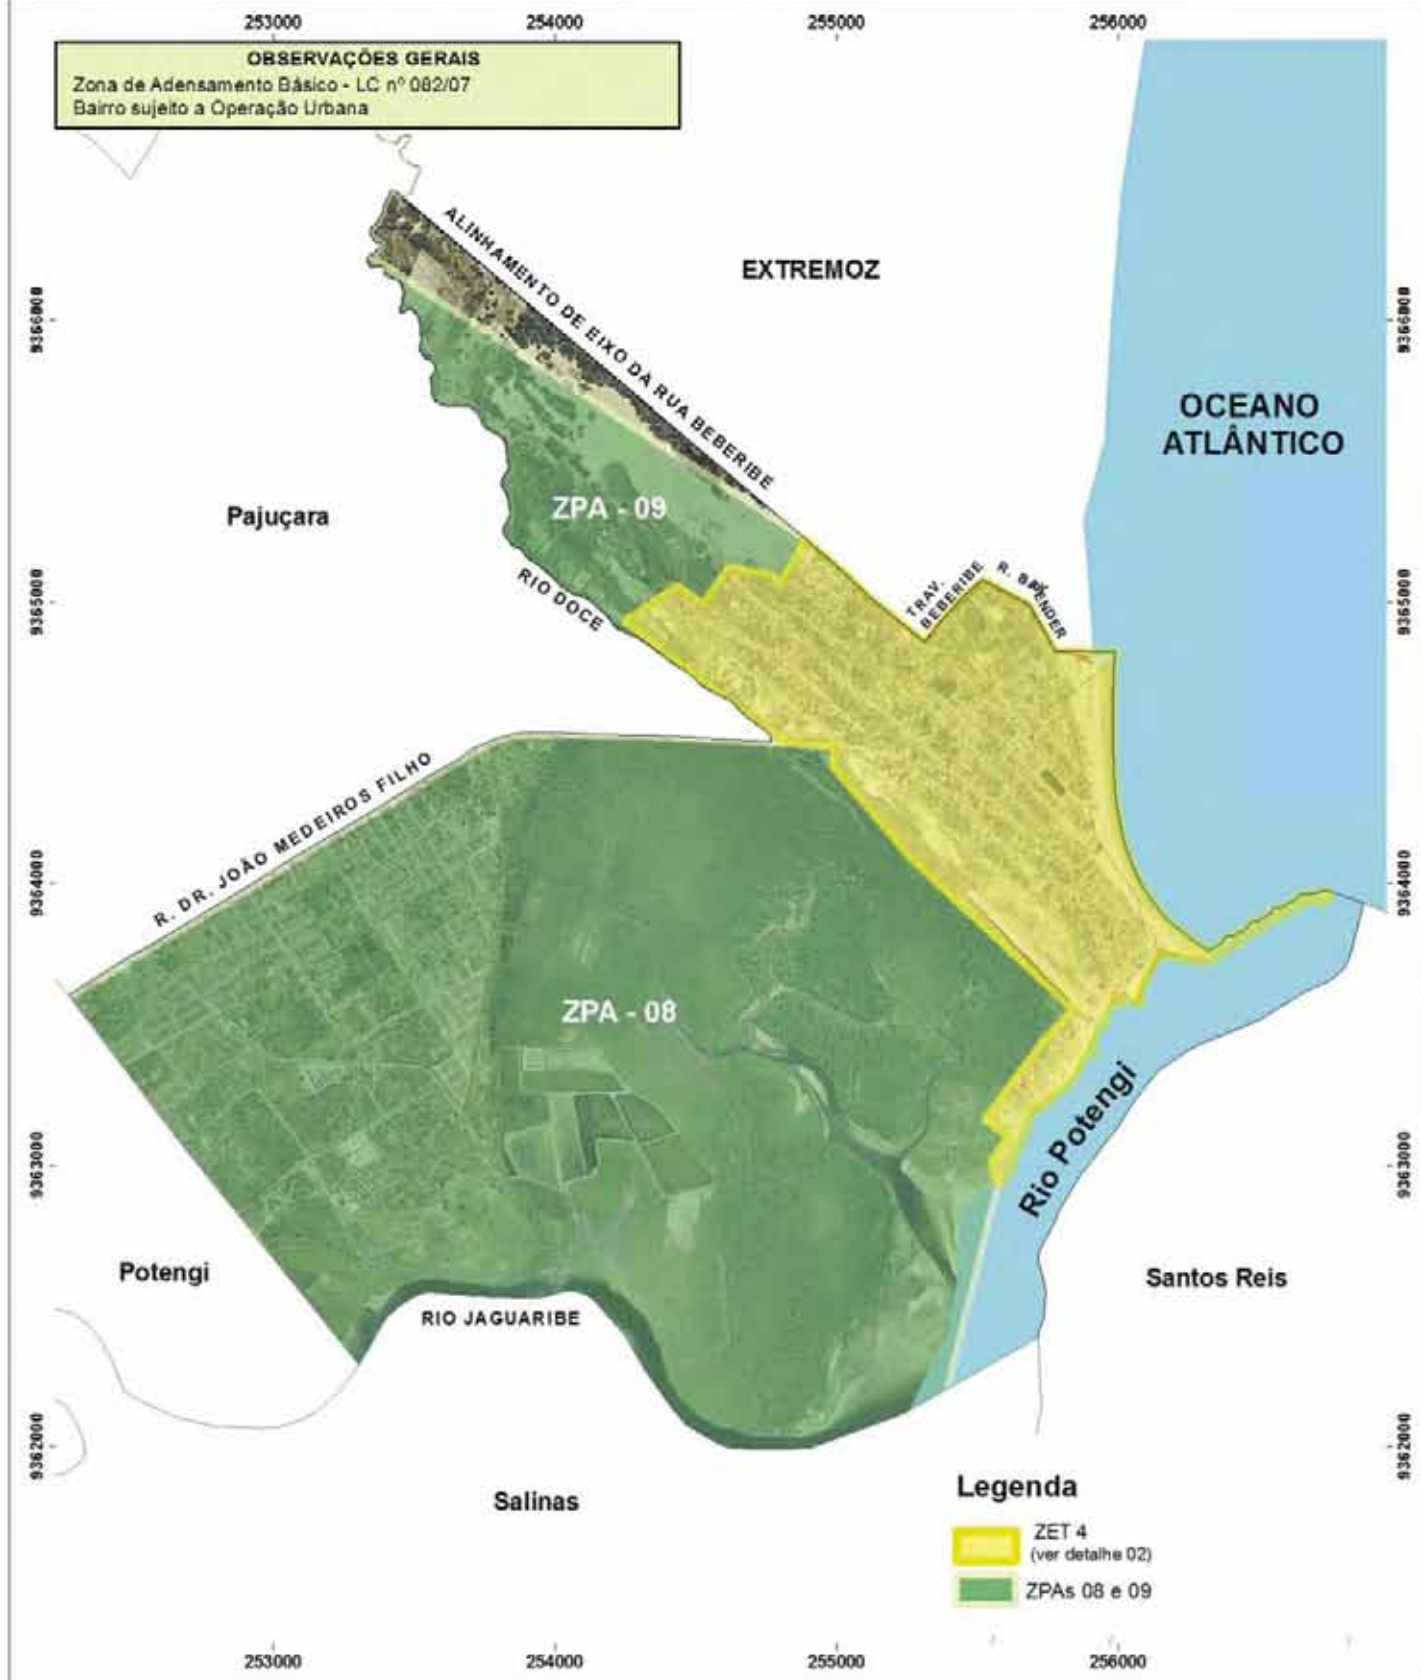 253000
254000
255000
256000
OBSERVAÇÕES GERAIS
Zona de Adensamento Básico - LC nº 082/07
Bairro sujeito a Operação Urbana
ALINHAMENTO DE EIXO DA RUA BEBERIBE
EXTREMOZ
9366000
9366000
OCEANO
ATLÂNTICO
Pajuçara
ZPA - 09
RIO DOCE
TRAV.
BEBERIBE
9365000
9365000
R. DR. JOÃO MEDEIROS FILHO
9364000
9364000
ZPA - 08
Rio Potengi
9363000
9363000
Potengi
Santos Reis
RIO JAGUARIBE
9362000
9362000
Salinas
Legenda
ZET 4
(ver detalhe 02)
ZPAs 08 e 09
253000
254000
255000
256000